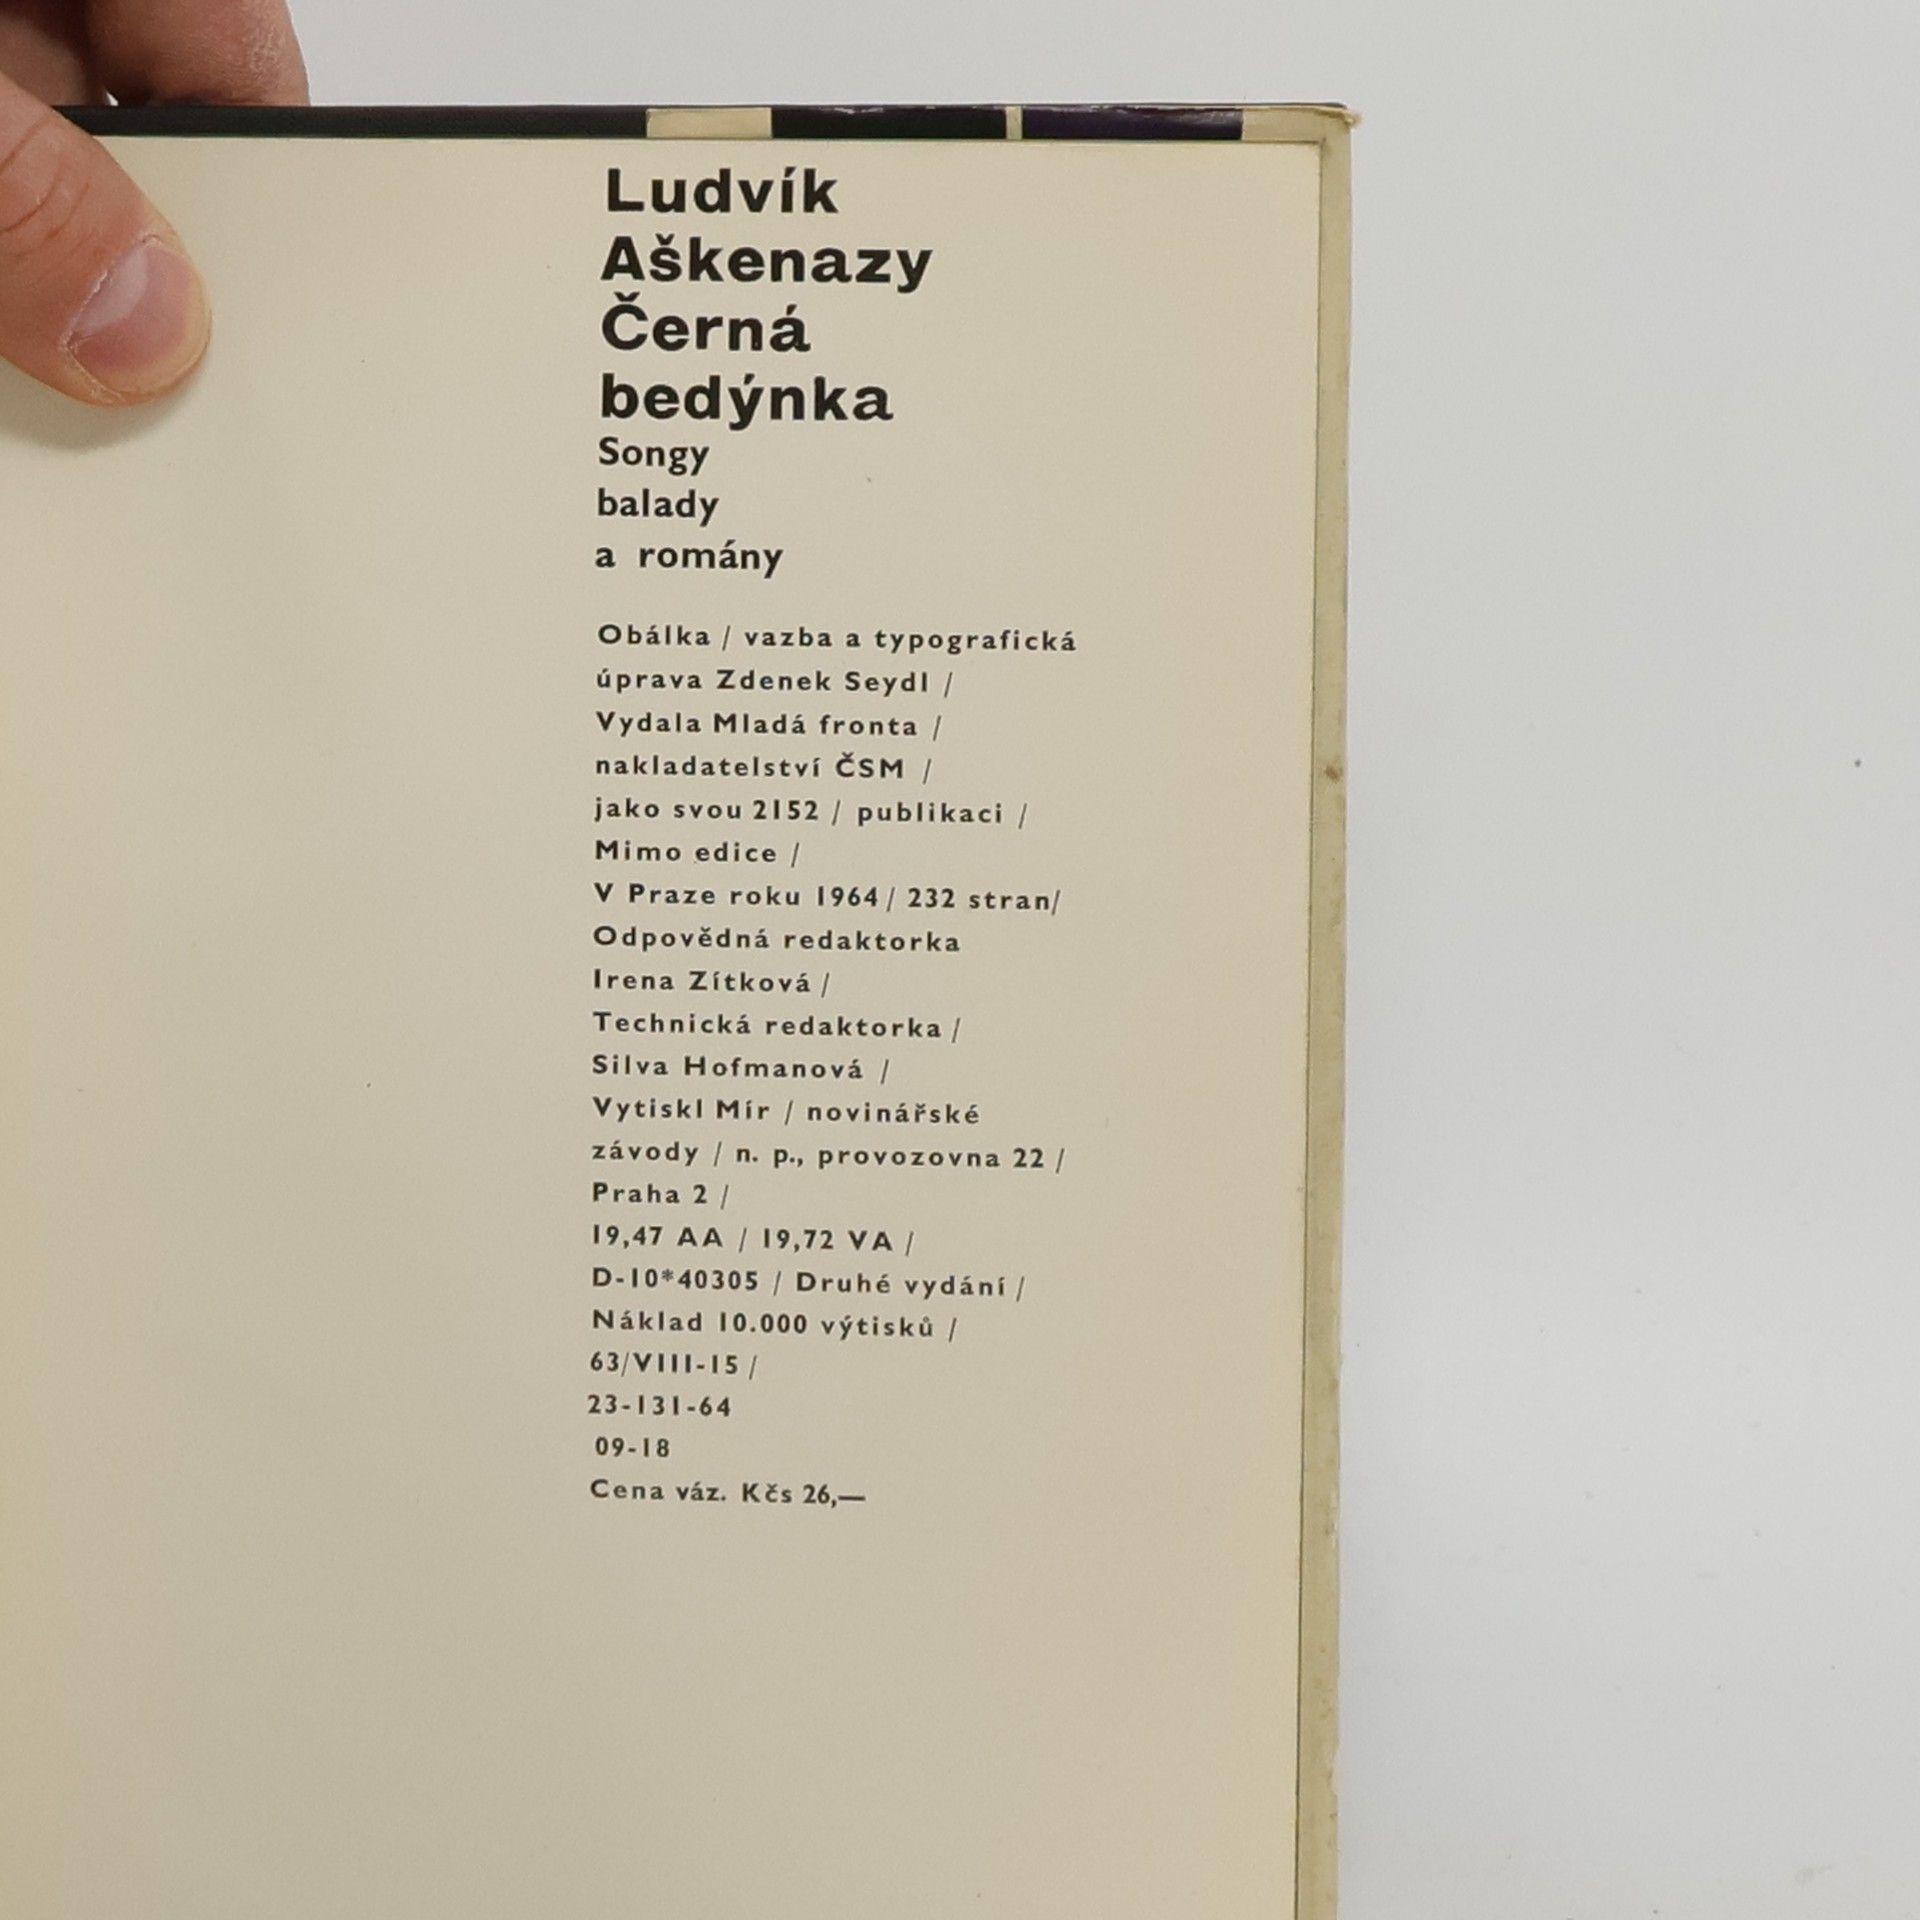 Ludvík
Aškenazy
Černá
bedýnka
Songy
balady
a romány
Obálka / vazba a typografická
úprava Zdenek Seydl /
Vydala Mladá fronta /
nakladatelství ČSM /
jako svou 2152 / publikaci /
Mimo edice /
V Praze roku 1964 / 232 stran/
Odpovědná redaktorka
Irena Zítková /
Technická redaktorka /
Silva Hofmanová /
Vytiskl Mír / novinářské
závody / n. p., provozovna 22 /
Praha 2 /
19,47 AA / 19,72 VA /
D-10*40305 / Druhé vydání /
Náklad 10.000 výtisků /
63/VIII-15 /
23-131-64
09-18
Cena váz. Kčs 26,—